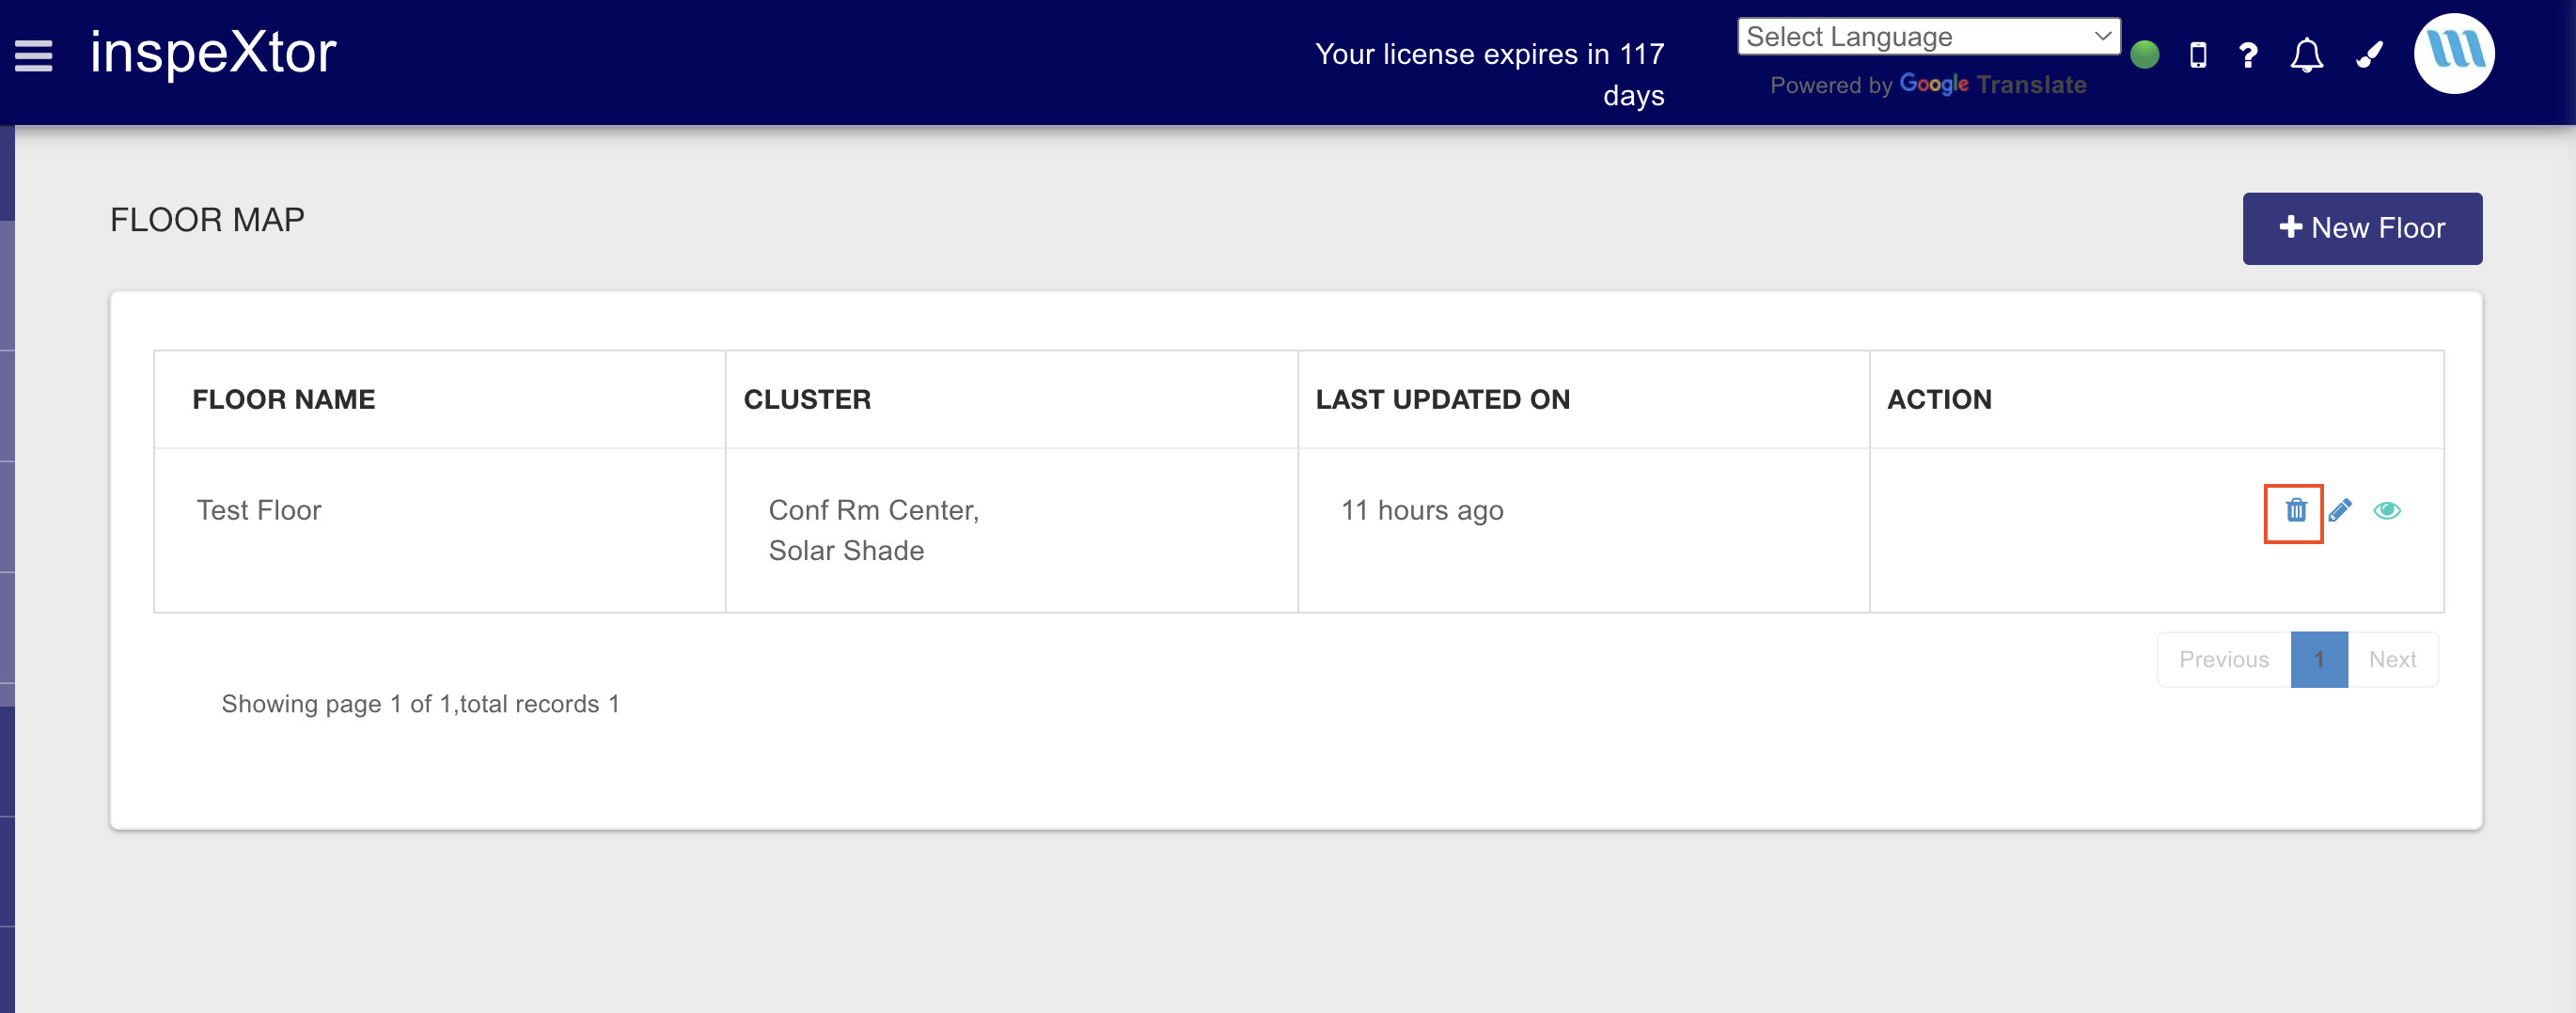 inspeXtor
Your license expires in 117
days
Select Language
Powered by Google Translate
FLOOR MAP
New Floor
FLOOR NAME
CLUSTER
LAST UPDATED ON
ACTION
Test Floor
Conf Rm Center,
Solar Shade
11 hours ago
Previous
1
Next
Showing page 1 of 1,total records 1